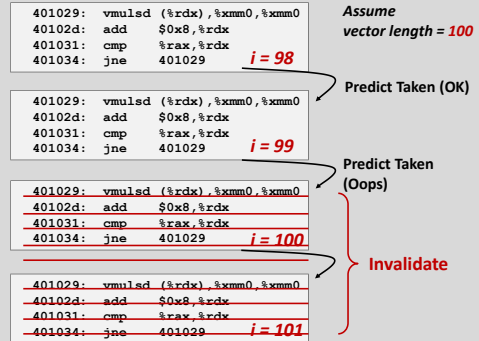 401029: vmulsd (%rdx),%xmm0,%xmm0
40102d: add $0x8,%rdx
401031: cmp %rax,%rdx
401034: jne 401029 i = 98
Assume
vector length = 100
Predict Taken (OK)
401029: vmulsd (%rdx),%xmm0,%xmm0
40102d: add $0x8,%rdx
401031: cmp %rax,%rdx
401034: jne 401029 i = 99
Predict Taken
(Oops)
401029: vmulsd (%rdx),%xmm0,%xmm0
40102d: add $0x8,%rdx
401031: cmp %rax,%rdx
401034: jne 401029 i = 100
Invalidate
401029: vmulsd (%rdx),%xmm0,%xmm0
40102d: add $0x8,%rdx
401031: cmp %rax,%rdx
401034: jne 401029 i = 101